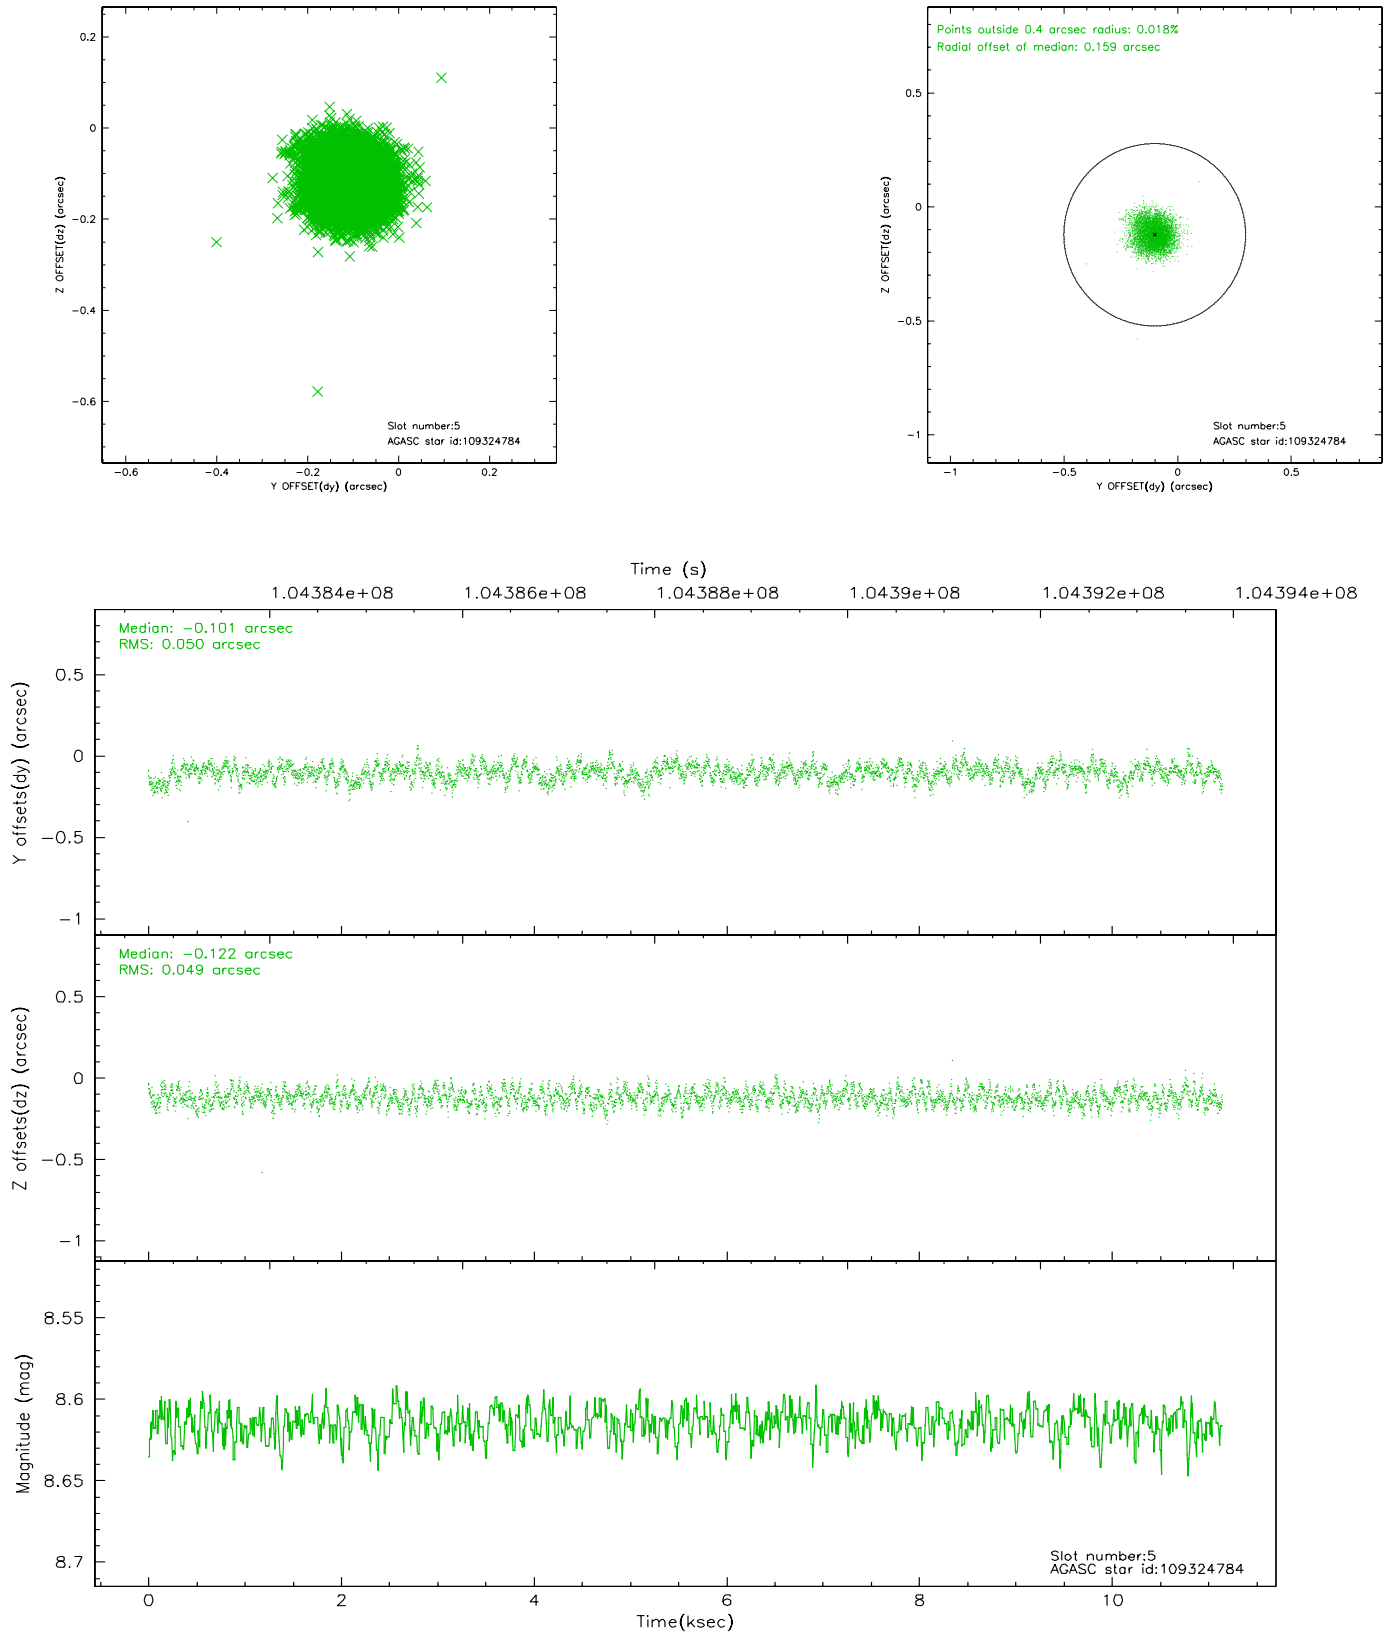 0.2
0
−0.2
−0.4
−0.6
Z OFFSET(dz) (arcsec)
−0.6
−0.4
−0.2
0
0.2
Y OFFSET(dy) (arcsec)
Slot number:5
AGASC star id:109324784
Points outside 0.4 arcsec radius: 0.018%
Radial offset of median: 0.159 arcsec
0.5
0
−0.5
−1
Z OFFSET(dz) (arcsec)
−1
−0.5
0
0.5
Y OFFSET(dy) (arcsec)
Slot number:5
AGASC star id:109324784
Time (s)
1.04384e+08
1.04386e+08
1.04388e+08
1.0439e+08
1.04392e+08
1.04394e+08
Median: −0.101 arcsec
RMS: 0.050 arcsec
0.5
0
−0.5
−1
Y offsets(dy) (arcsec)
Median: −0.122 arcsec
RMS: 0.049 arcsec
0.5
0
−0.5
−1
Z offsets(dz) (arcsec)
8.55
8.6
8.65
8.7
Magnitude (mag)
Slot number:5
AGASC star id:109324784
0
2
4
6
8
10
Time(ksec)